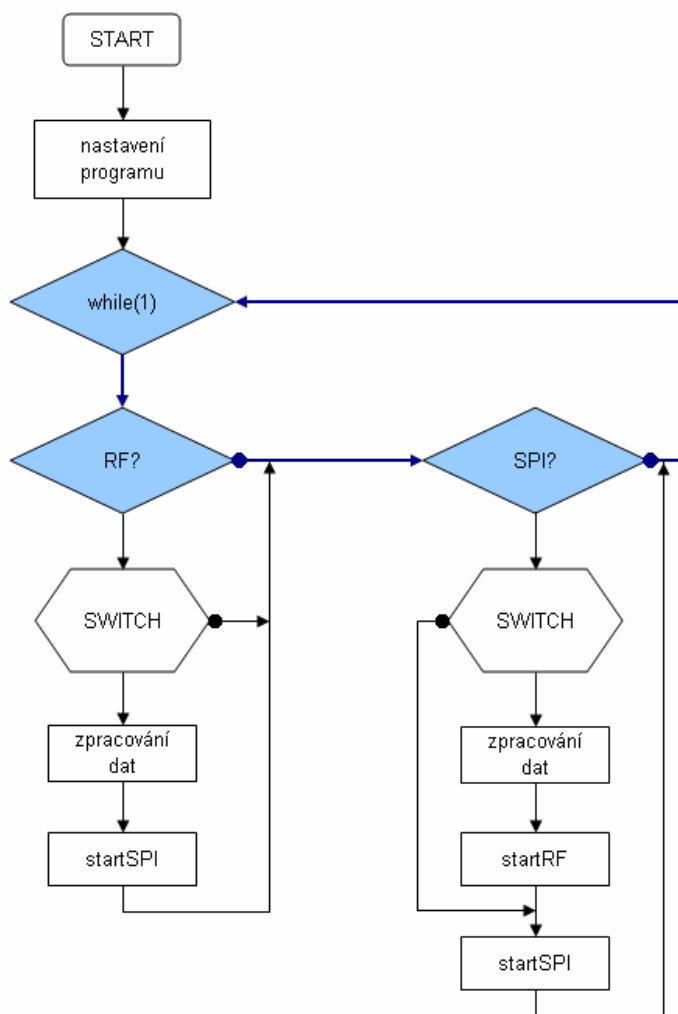 START
nastavení
programu
while(1)
RF?
SPI?
SWITCH
SWITCH
zpracování
dat
zpracování
dat
startSPI
startRF
startSPI